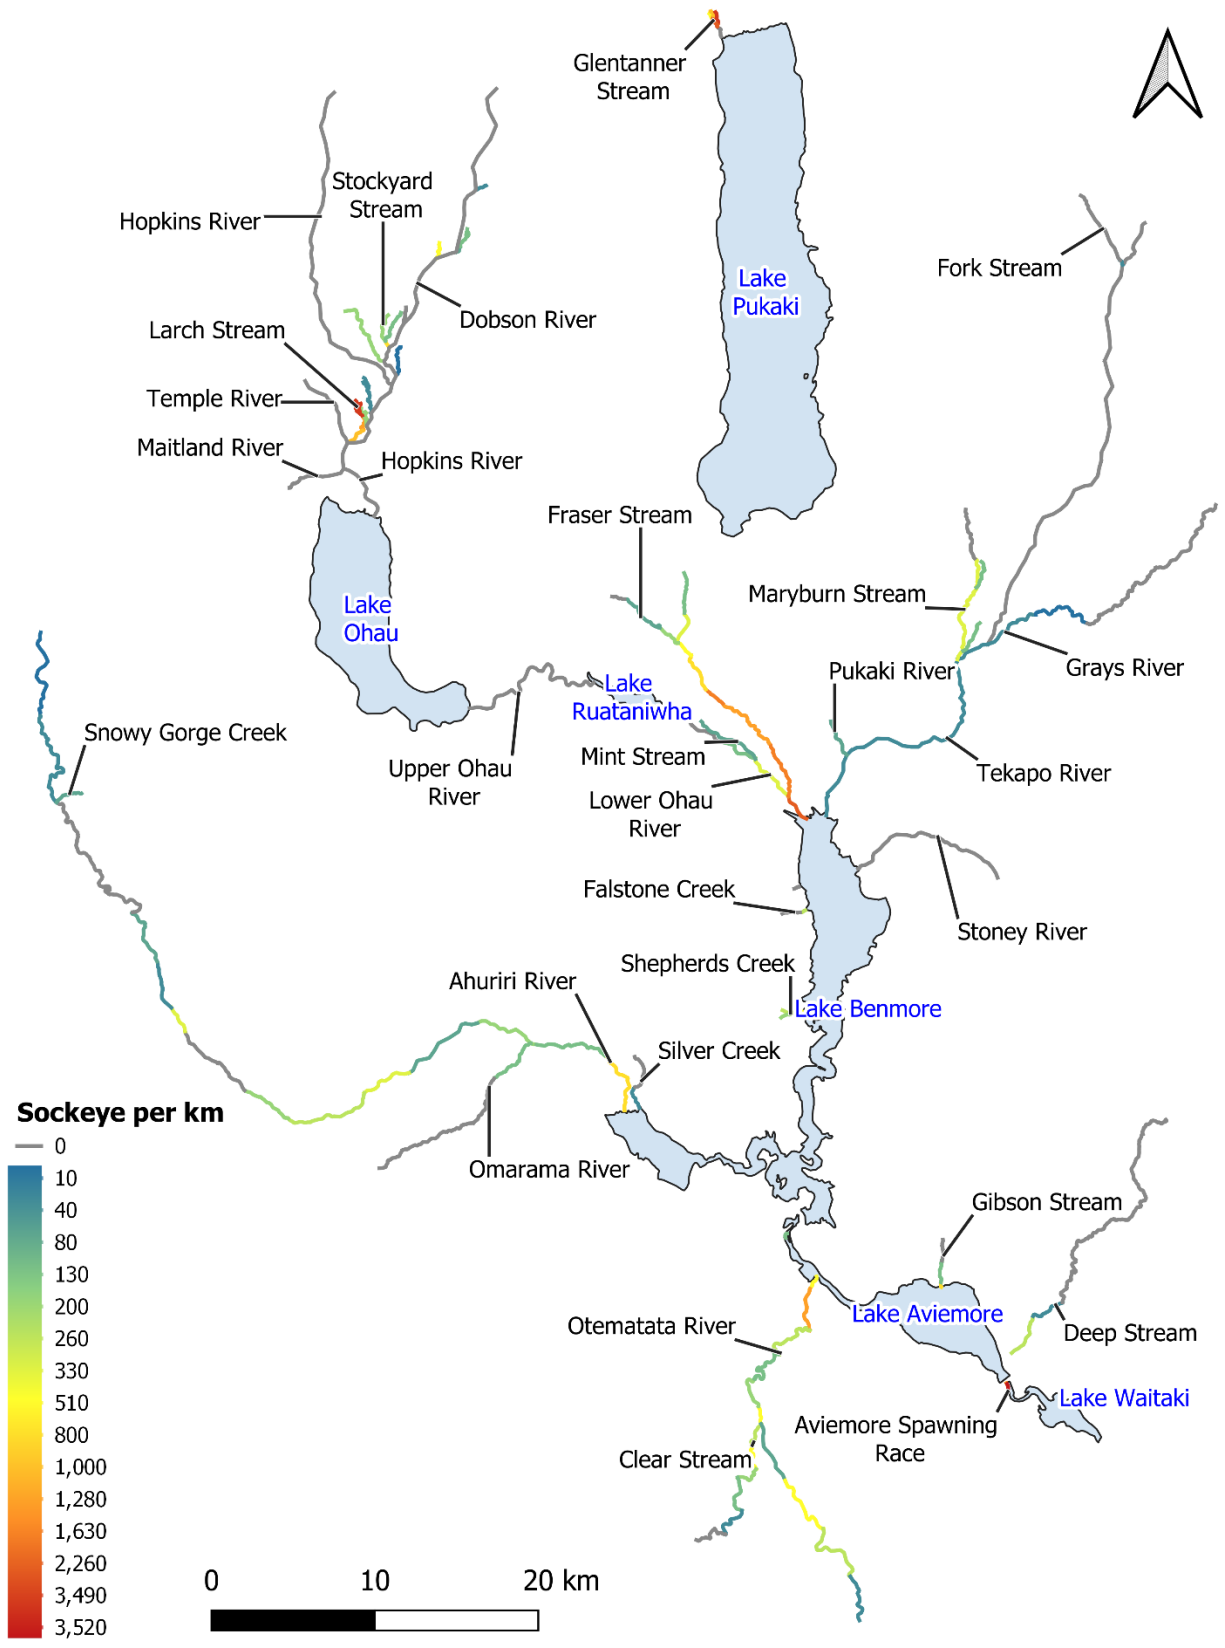 Glentanner
Stream
Stockyard
Stream
Hopkins River
Fork Stream
Lake
Pukaki
Dobson River
Larch Stream
Temple River
Maitland River
Hopkins River
Fraser Stream
Maryburn Stream
Lake
Ohau
Grays River
Pukaki River
Lake
Ruataniwha
Snowy Gorge Creek
Mint Stream
Upper Ohau
River
Tekapo River
Lower Ohau
River
Falstone Creek
Stoney River
Shepherds Creek
Ahuriri River
Lake Benmore
Silver Creek
Sockeye per km
0
10
40
80
130
200
260
330
510
800
1,000
1,280
1,630
2,260
3,490
3,520
Omarama River
Gibson Stream
Lake Aviemore
Otematata River
Deep Stream
Lake Waitaki
Aviemore Spawning
Race
Clear Stream
0 10 20 km